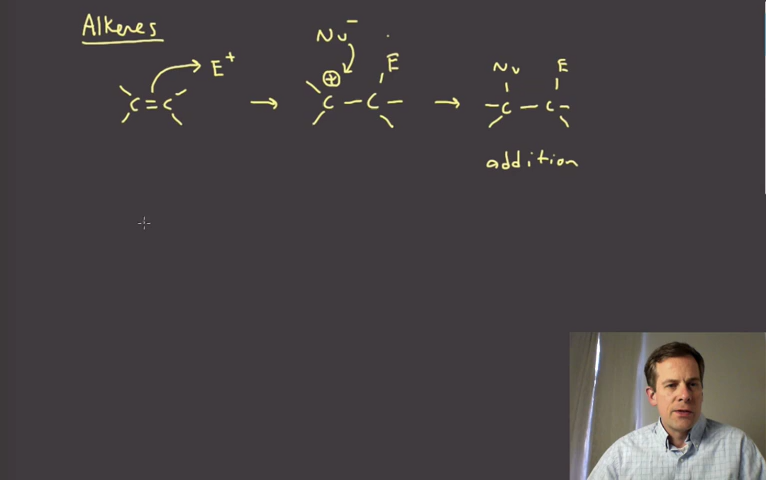 Alkenes
C=C E+ → Nu- ⊕ C-C E → Nu E C-C
addition